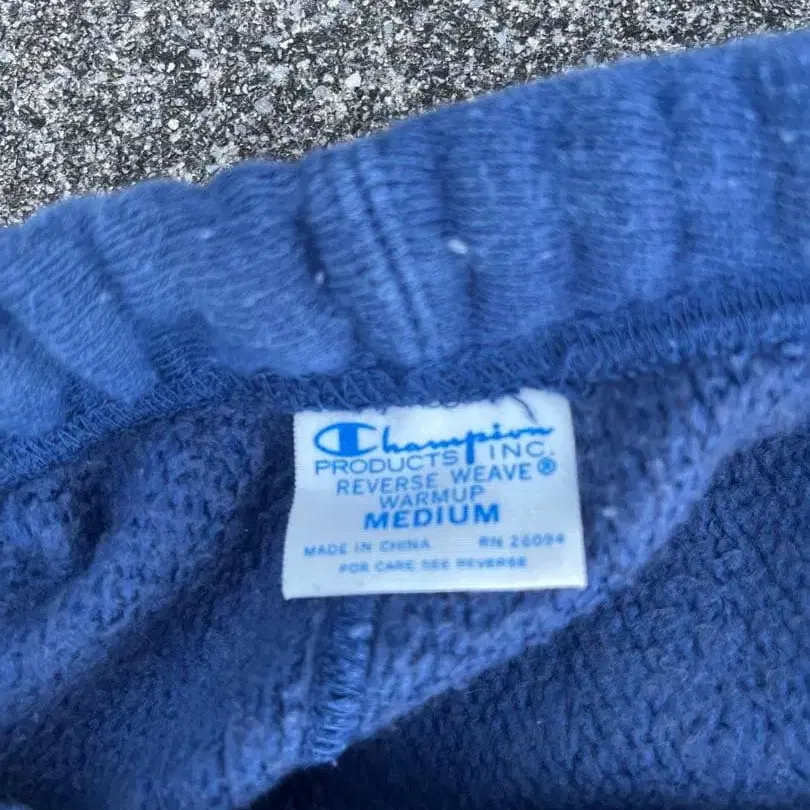 Champion
PRODUCTS INC.
REVERSE WEAVE®
WARMUP
MEDIUM
MADE IN CHINA RN 26094
FOR CARE SEE REVERSE